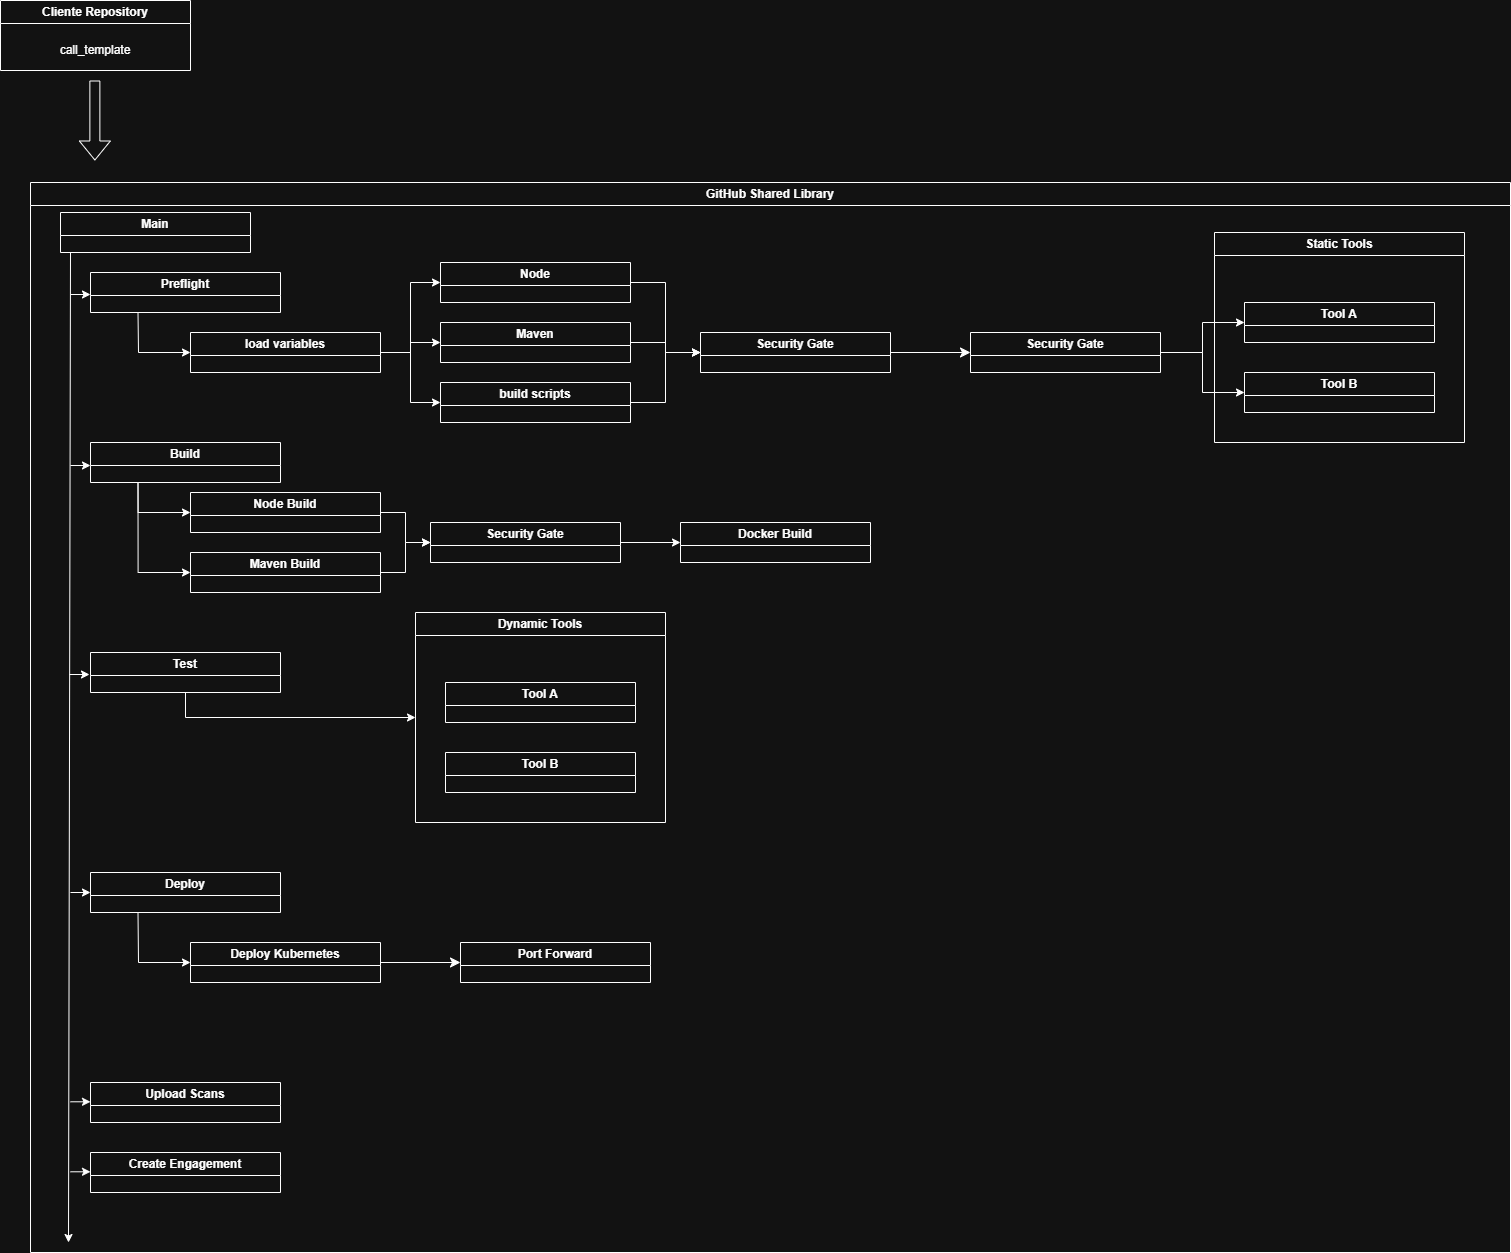 Cliente Repository
call_template
GitHub Shared Library
Main
Preflight
load variables
Node
Maven
build scripts
Security Gate
Security Gate
Static Tools
Tool A
Tool B
Build
Node Build
Maven Build
Security Gate
Docker Build
Test
Dynamic Tools
Tool A
Tool B
Deploy
Deploy Kubernetes
Port Forward
Upload Scans
Create Engagement